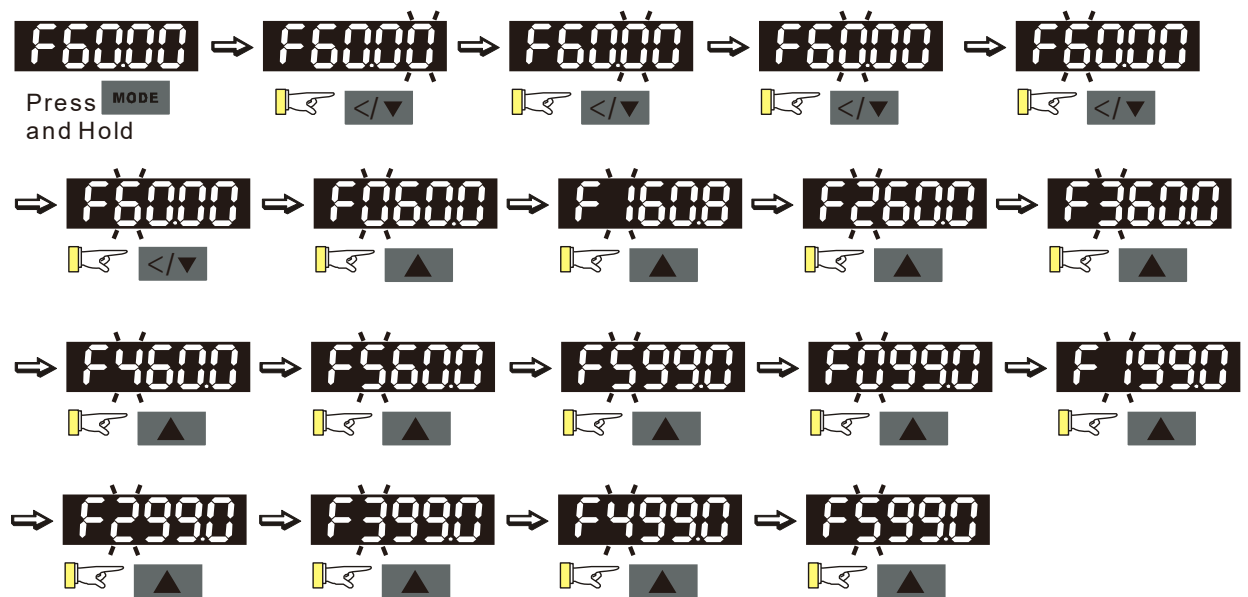 F60.00 F60.00 F60.00 F60.00 F60.00
Press MODE
and Hold
</▼ </▼ </▼ </▼
F60.00 F060.0 F160.8 F260.0 F360.0
</▼ ▲ ▲ ▲ ▲
F460.0 F560.0 F599.0 F099.0 F199.0
▲ ▲ ▲ ▲ ▲
F299.0 F399.0 F499.0 F599.0
▲ ▲ ▲ ▲